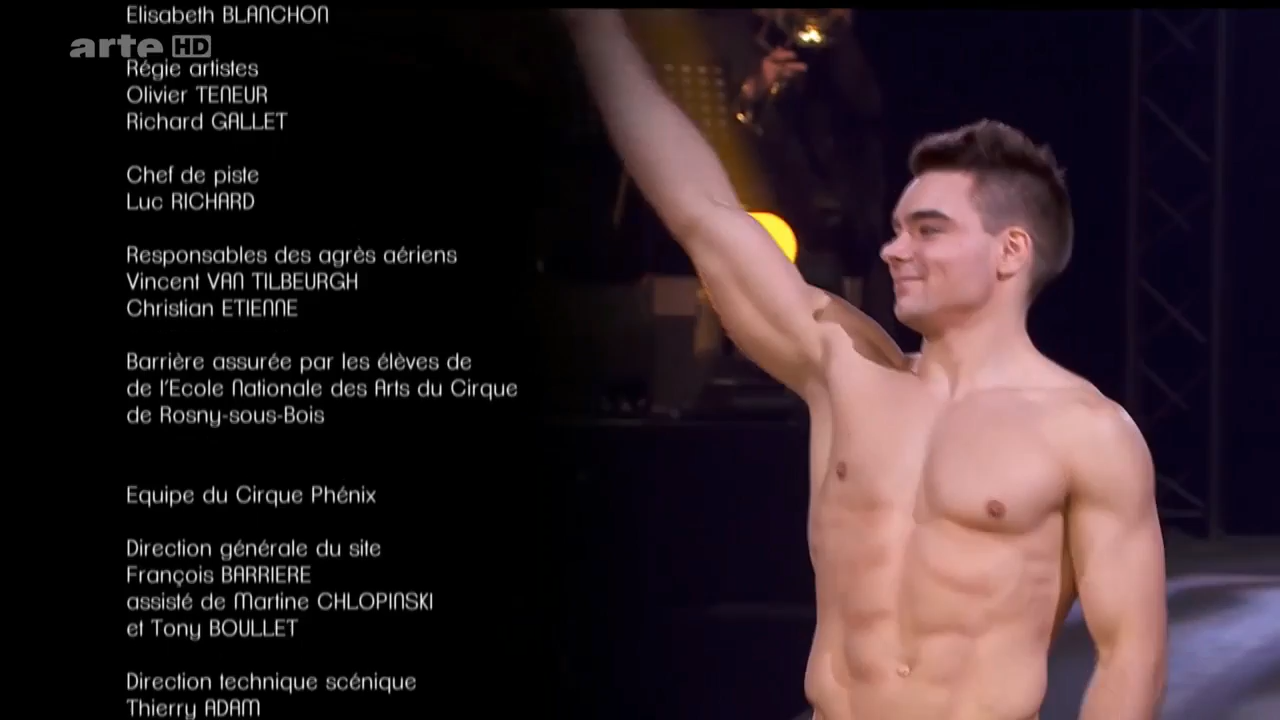 Elisabeth BLANCHON
arte HD
Régie artistes
Olivier TENEUR
Richard GALLET
Chef de piste
Luc RICHARD
Responsables des agrès aériens
Vincent VAN TILBEURGH
Christian ETIENNE
Barrière assurée par les élèves de
de l'Ecole Nationale des Arts du Cirque
de Rosny-sous-Bois
Equipe du Cirque Phénix
Direction générale du site
François BARRIERE
assisté de Martine CHLOPINSKI
et Tony BOULLET
Direction technique scénique
Thierry ADAM